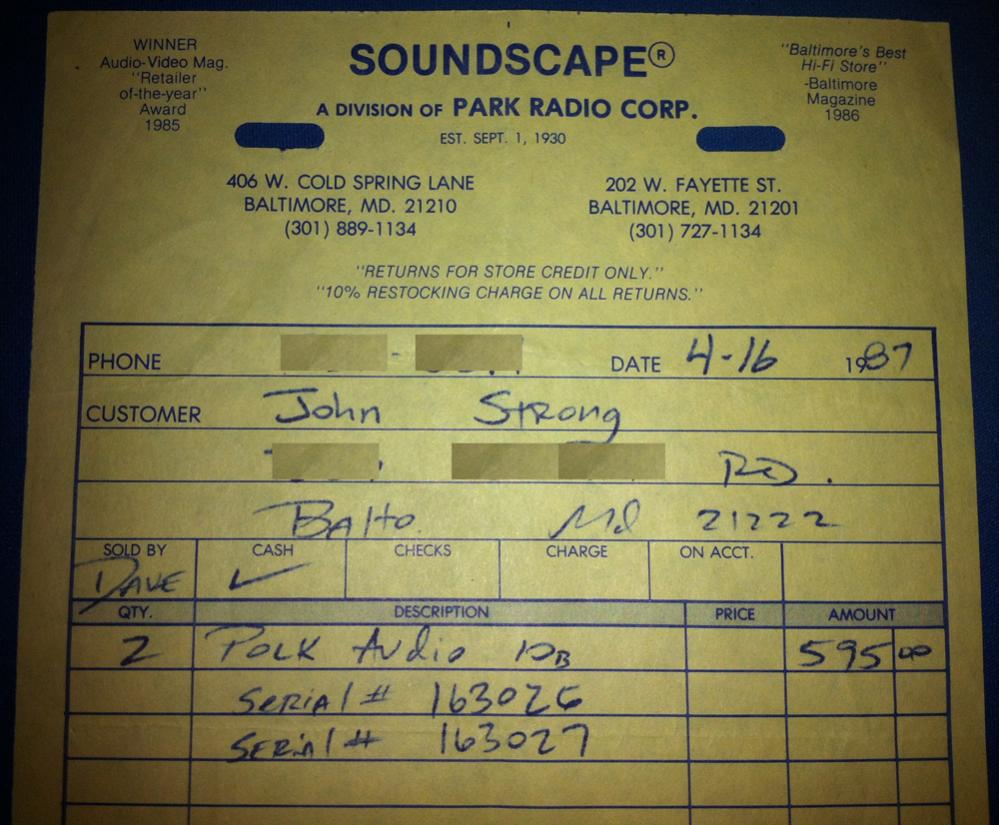 WINNER
Audio-Video Mag.
"Retailer
of-the-year"
Award
1985
SOUNDSCAPE®
A DIVISION OF PARK RADIO CORP.
EST. SEPT. 1, 1930
"Baltimore's Best
Hi-Fi Store"
-Baltimore
Magazine
1986
406 W. COLD SPRING LANE
BALTIMORE, MD. 21210
(301) 889-1134
202 W. FAYETTE ST.
BALTIMORE, MD. 21201
(301) 727-1134
"RETURNS FOR STORE CREDIT ONLY."
"10% RESTOCKING CHARGE ON ALL RETURNS."
PHONE - DATE 4-16 1987
CUSTOMER John Strong
RD.
Balto. Md 21222
SOLD BY CASH CHECKS CHARGE ON ACCT.
DAVE ✓
QTY. DESCRIPTION PRICE AMOUNT
2 Polk Audio 10B 595 00
Serial # 163026
Serial # 163027